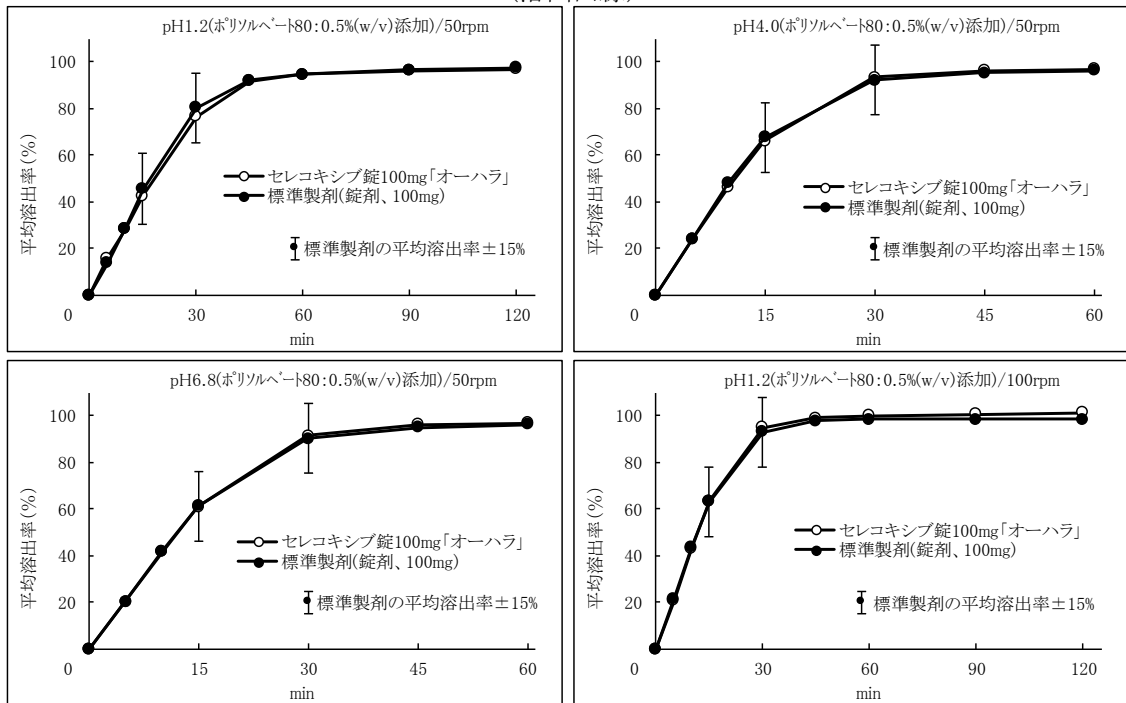 pH1.2(ポリソルベート80:0.5%(w/v)添加)/50rpm
平均溶出率(%)
100
80
60
40
20
0
30
60
90
120
min
セレコキシブ錠100mg「オーハラ」
標準製剤(錠剤、100mg)
標準製剤の平均溶出率±15%
pH4.0(ポリソルベート80:0.5%(w/v)添加)/50rpm
平均溶出率(%)
100
80
60
40
20
0
15
30
45
60
min
セレコキシブ錠100mg「オーハラ」
標準製剤(錠剤、100mg)
標準製剤の平均溶出率±15%
pH6.8(ポリソルベート80:0.5%(w/v)添加)/50rpm
平均溶出率(%)
100
80
60
40
20
0
15
30
45
60
min
セレコキシブ錠100mg「オーハラ」
標準製剤(錠剤、100mg)
標準製剤の平均溶出率±15%
pH1.2(ポリソルベート80:0.5%(w/v)添加)/100rpm
平均溶出率(%)
100
80
60
40
20
0
30
60
90
120
min
セレコキシブ錠100mg「オーハラ」
標準製剤(錠剤、100mg)
標準製剤の平均溶出率±15%